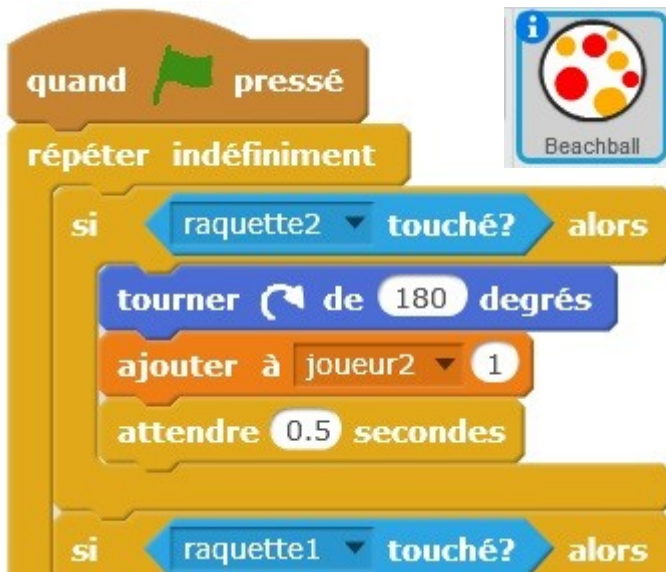 quand pressé
Beachball
répéter indéfiniment
si raquette2 touché? alors
tourner de 180 degrés
ajouter à joueur2 1
attendre 0.5 secondes
si raquette1 touché? alors